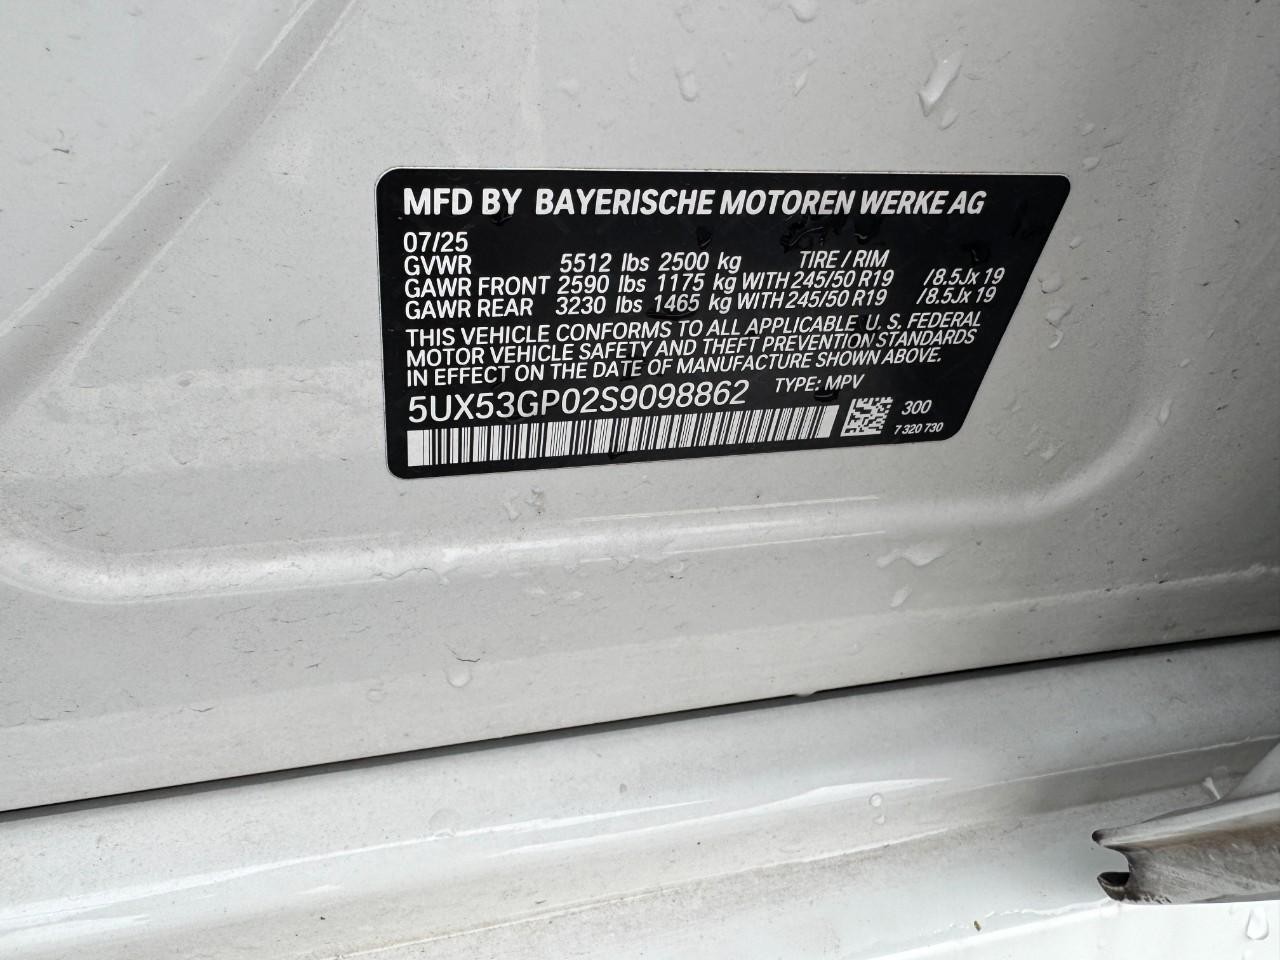 MFD BY BAYERISCHE MOTOREN WERKE AG
07/25
GVWR 5512 lbs 2500 kg TIRE / RIM
GAWR FRONT 2590 lbs 1175 kg WITH 245/50 R19 /8.5Jx 19
GAWR REAR 3230 lbs 1465 kg WITH 245/50 R19 /8.5Jx 19
THIS VEHICLE CONFORMS TO ALL APPLICABLE U. S. FEDERAL
MOTOR VEHICLE SAFETY AND THEFT PREVENTION STANDARDS
IN EFFECT ON THE DATE OF MANUFACTURE SHOWN ABOVE.
5UX53GP02S9098862 TYPE: MPV
300
7 320 730